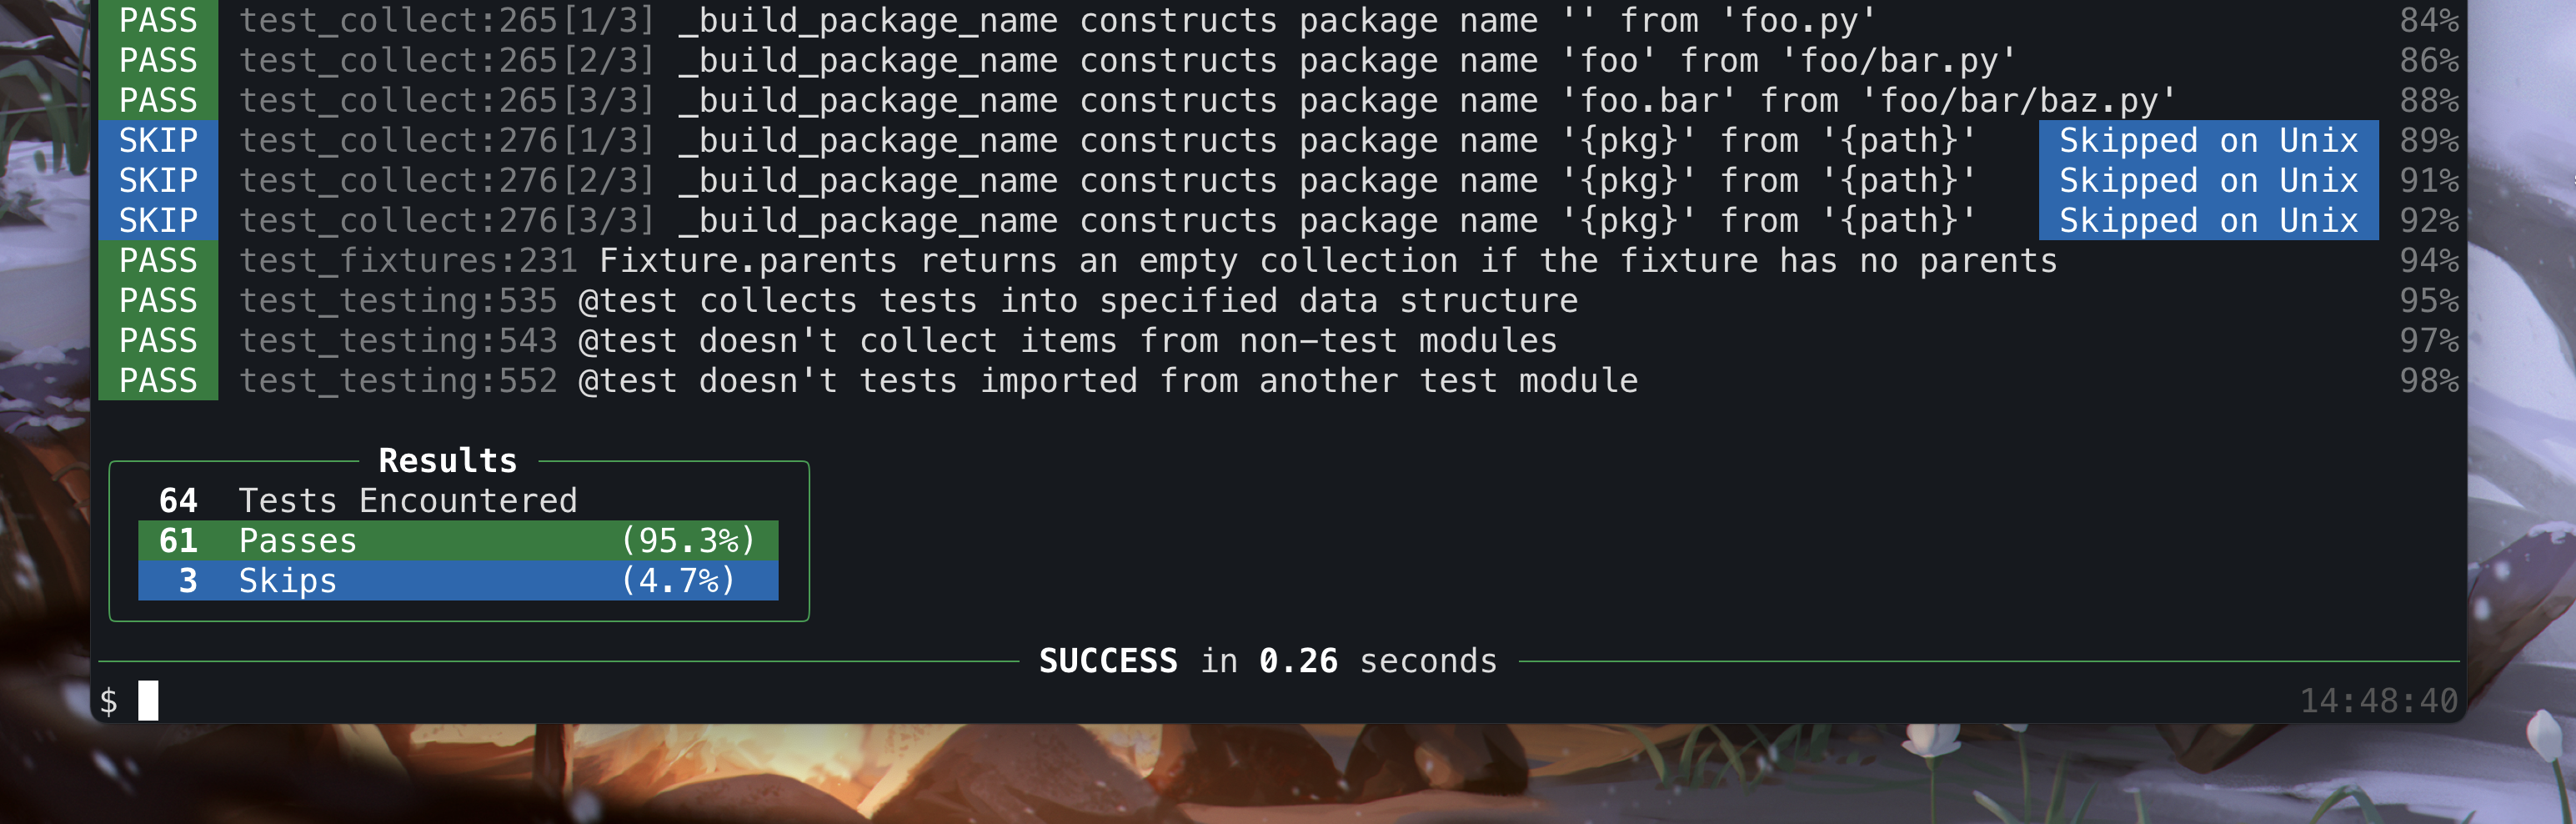 PASS test_collect:265[1/3] _build_package_name constructs package name '' from 'foo.py' 84%
PASS test_collect:265[2/3] _build_package_name constructs package name 'foo' from 'foo/bar.py' 86%
PASS test_collect:265[3/3] _build_package_name constructs package name 'foo.bar' from 'foo/bar/baz.py' 88%
SKIP test_collect:276[1/3] _build_package_name constructs package name '{pkg}' from '{path}' Skipped on Unix 89%
SKIP test_collect:276[2/3] _build_package_name constructs package name '{pkg}' from '{path}' Skipped on Unix 91%
SKIP test_collect:276[3/3] _build_package_name constructs package name '{pkg}' from '{path}' Skipped on Unix 92%
PASS test_fixtures:231 Fixture.parents returns an empty collection if the fixture has no parents 94%
PASS test_testing:535 @test collects tests into specified data structure 95%
PASS test_testing:543 @test doesn't collect items from non-test modules 97%
PASS test_testing:552 @test doesn't tests imported from another test module 98%
Results
64 Tests Encountered
61 Passes (95.3%)
3 Skips (4.7%)
SUCCESS in 0.26 seconds
$ 14:48:40